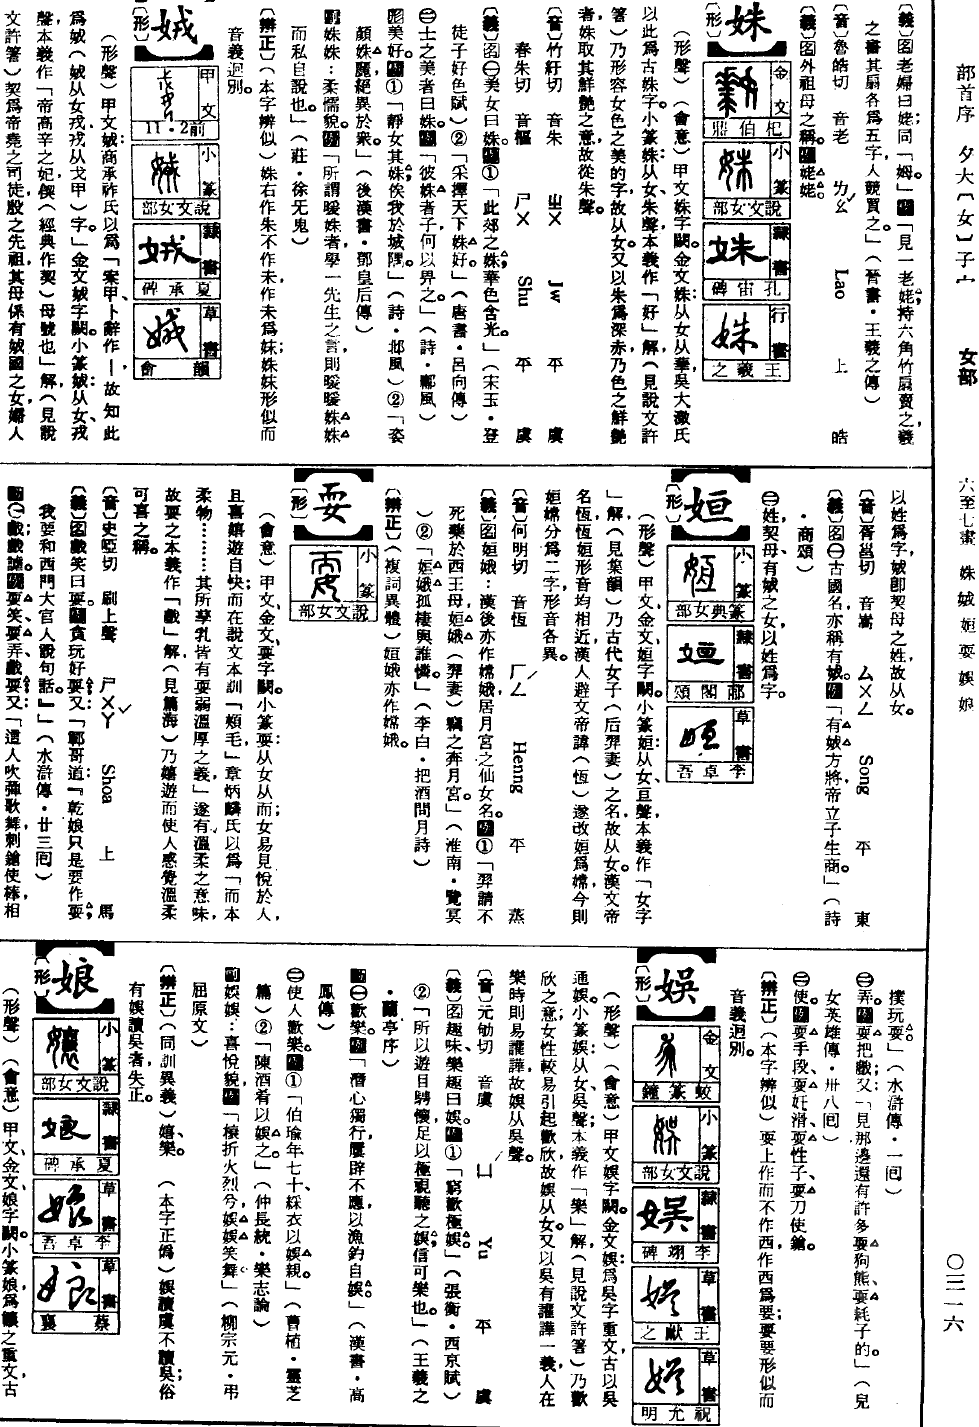 部首序　夕大〔女〕子宀　女部　六至七畫　姝娀姮耍娛娘　〇三一六
〔義〕名老婦曰姥同「姆」。例「見一老姥持六角竹扇賣之，羲
之書其扇各爲五字，人競買之。」（晉書・王羲之傳）
〔音〕魯皓切　音老　ㄌㄠˇ　Lao　上　皓
〔義〕名外祖母之稱。例姥姥。
姝
〔形〕
金文　杞伯鼎
小篆　說文女部
隸書　孔宙碑
行書　王羲之
（形聲）（會意）甲文姝字闕。金文姝：从女从華，吳大澂氏
以此爲古姝字。小篆姝：从女、朱聲，本義作「好」解（見說文許
箸），乃形容女色之美的字，故从女。又以朱爲深赤，乃色之鮮艷
者，姝取其鮮艷之意，故從朱聲。
〔音〕竹紆切　音朱　ㄓㄨ　Jw　平　虞
春朱切　音樞　ㄕㄨ　Shu　平　虞
〔義〕名㊀美女曰姝。例①「此郊之姝，華色含光。」（宋玉・登
徒子好色賦）②「采擇天下姝好。」（唐書・呂向傳）
㊁士之美者曰姝。例「彼姝者子，何以畀之。」（詩・鄘風）
形美好。例①「靜女其姝，俟我於城隅。」（詩・邶風）②「姿
顏姝麗，絕異於衆。」（後漢書・鄧皇后傳）
副姝姝：柔懦貌。例「所謂暖姝者，學一先生之言，則暖暖姝姝
而私自說也。」（莊・徐无鬼）
〔辨正〕（本字辨似）姝右作朱不作未，作未爲妹；姝妹形似而
音義迥別。
娀
〔形〕
甲文　前2・11
小篆　說文女部
隸書　夏承碑
草書　韻會
（形聲）甲文娀：商承祚氏以爲「案甲卜辭作｜，故知此
爲娀（娀从女戎，戎从戈甲）字。」金文娀字闕。小篆娀：从女、戎
聲，本義作「帝高辛之妃，偰（經典作契）母號也」解（見說
文許箸）。契爲帝堯之司徒，殷之先祖，其母係有娀國之女，婦人
以姓爲字，娀卽契母之姓，故从女。
〔音〕胥邕切　音嵩　ㄙㄨㄥ　Song　平　東
〔義〕名㊀古國名，亦稱有娀。例「有娀方將，帝立子生商。」（詩
・商頌）
㊁姓，契母有娀之女，以姓爲字。
姮
〔形〕
小篆　篆典女部
隸書　郙閣頌
草書　李卓吾
（形聲）甲文、金文姮字闕。小篆姮：从女、亘聲，本義作「女字
」解（見集韻），乃古代女子（后羿妻）之名，故从女。漢文帝
名恆，恆姮形音均相近，漢人避文帝諱（恆），遂改姮爲嫦，今則
姮嫦分爲二字，形音各異。
〔音〕何明切　音恆　ㄏㄥˊ　Henng　平　蒸
〔義〕名姮娥：漢後亦作嫦娥，居月宮之仙女名。例①「羿請不
死藥於西王母，姮娥（羿妻）竊之奔月宮。」（淮南・覽冥
）②「姮娥孤棲與誰憐。」（李白・把酒問月詩）
〔辨正〕（複詞異體）姮娥亦作嫦娥。
耍
〔形〕
小篆　說文女部
（會意）甲文、金文耍字闕。小篆耍：从女从而；女易見悅於人，
且喜嬉遊自快；而在說文本訓「頰毛」，章炳麟氏以爲「而本
柔物………其所孳乳皆有耎弱溫厚之義」，遂有溫柔之意味，
故耍之本義作「戲」解（見篇海），乃嬉遊而使人感覺溫柔
可喜之稱。
〔音〕史啞切　刷上聲　ㄕㄨㄚˇ　Shoa　上　馬
〔義〕名戲笑曰耍。例貪玩好耍。又「鄆哥道：『乾娘只是要作耍；
我要和西門大官人說句話。』」（水滸傳・廿三回）
動㊀戲；戲謔。例耍笑、耍弄、戲耍。又「這人吹彈歌舞，刺鎗使棒，相
撲玩耍。」（水滸傳・一回）
㊁弄。例耍把戲。又「見那邊還有許多耍狗熊、耍耗子的。」（兒
女英雄傳・卅八回）
㊂使。例耍手段、耍奸滑、耍性子、耍刀使鎗。
〔辨正〕（本字辨似）耍上作而不作西，作西爲要；耍要形似而
音義迥別。
娛
〔形〕
金文　蛟篆鐘
小篆　說文女部
隸書　李翊碑
草書　王獻之
草書　祝允明
（形聲）（會意）甲文娛字闕。金文娛：爲吳字重文，古以吳
通娛。小篆娛：从女、吳聲；本義作「樂」解（見說文許箸），乃歡
欣之意，女性較易引起歡欣，故娛从女。又以吳有讙譁一義，人在
樂時則易讙譁，故娛从吳聲。
〔音〕元劬切　音虞　ㄩˊ　Yu　平　虞
〔義〕名趣味、樂趣曰娛。例①「窮歡極娛。」（張衡・西京賦）
②「所以遊目騁懷，足以極視聽之娛，信可樂也。」（王羲之
・蘭亭序）
動㊀歡樂。例「潛心獨行，屢辟不應，以漁釣自娛。」（漢書・高
鳳傳）
㊁使人歡樂。例①「伯瑜年七十，綵衣以娛親。」（曹植・靈芝
篇）②「陳酒肴以娛之。」（仲長統・樂志論）
副娛娛：喜悅貌。例「榱折火烈兮，娛娛笑舞」（柳宗元・弔
屈原文）
〔辨正〕（同訓異義）嬉、樂。　（本字正譌）娛讀虞不讀吳，俗
有娛讀吳者，失正。
娘
〔形〕
小篆　說文女部
隸書　夏承碑
草書　李卓吾
草書　蔡襄
（形聲）（會意）甲文、金文娘字闕。小篆娘：爲孃之重文，古